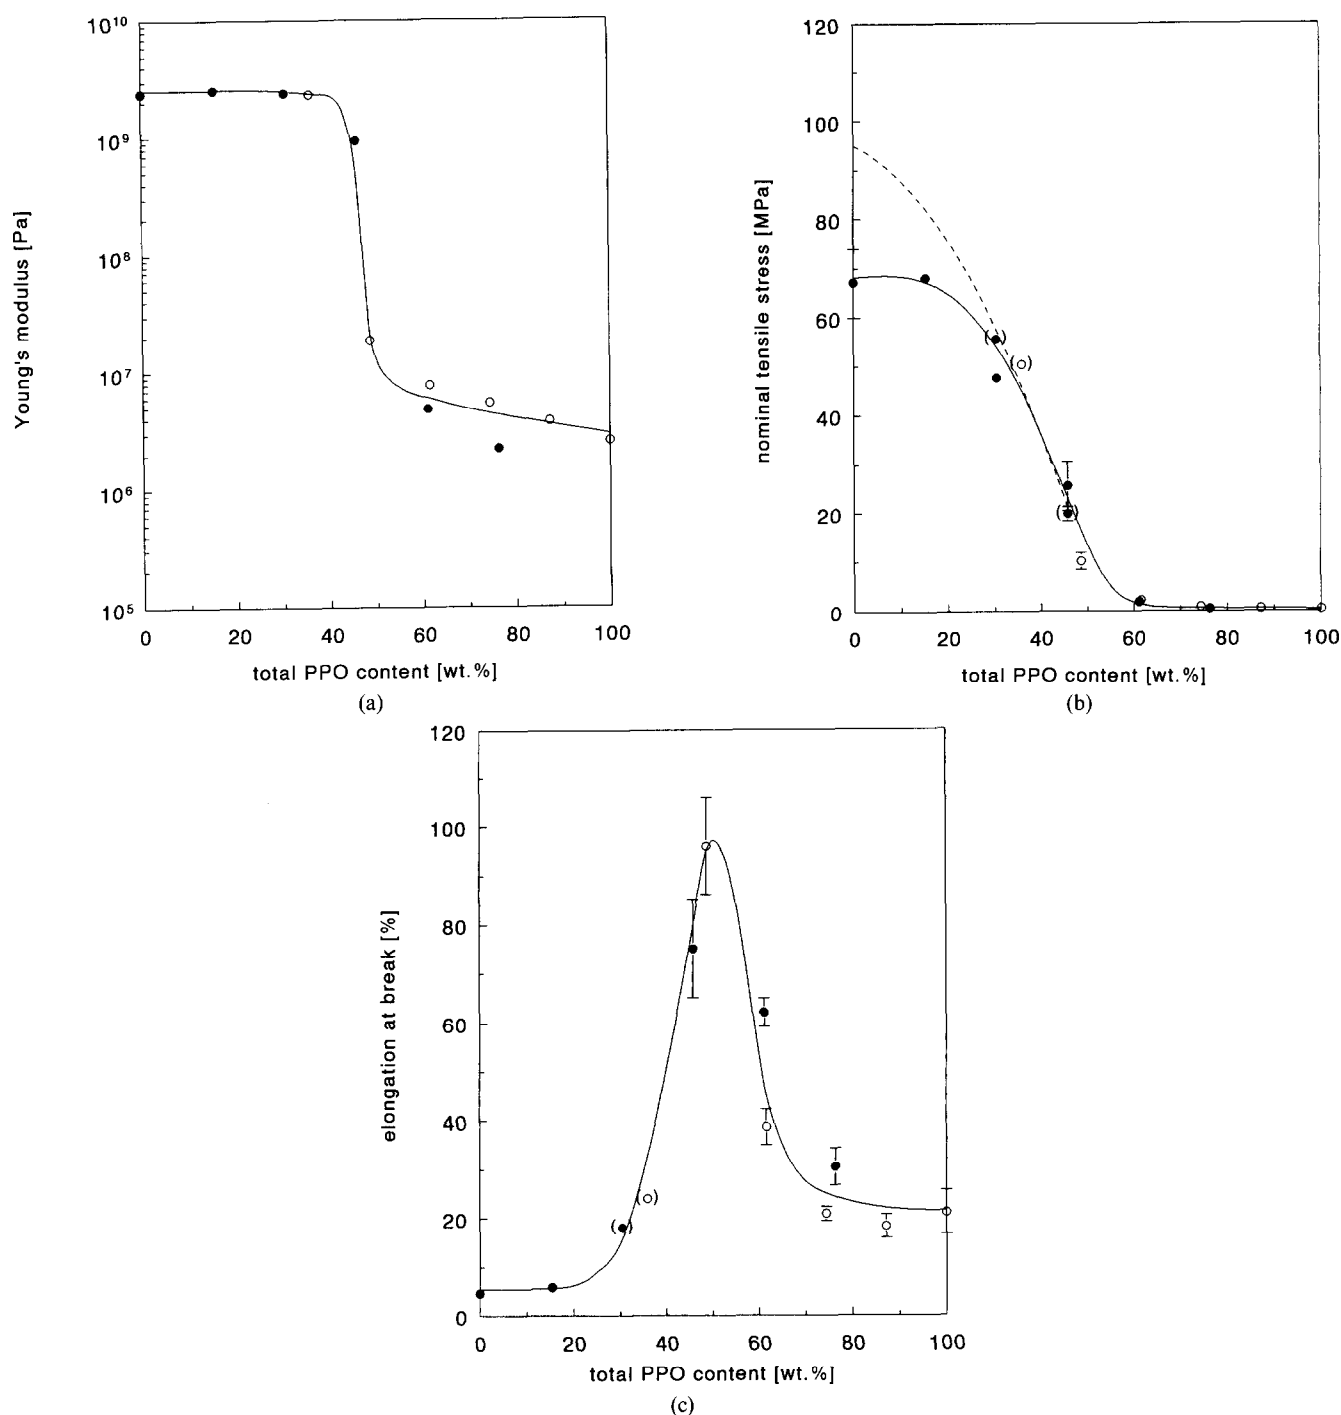 Young's modulus [Pa]
10¹⁰
10⁹
10⁸
10⁷
10⁶
10⁵
0 20 40 60 80 100
total PPO content [wt.%]
(a)
nominal tensile stress [MPa]
120
100
80
60
40
20
0
0 20 40 60 80 100
total PPO content [wt.%]
(b)
elongation at break [%]
120
100
80
60
40
20
0
0 20 40 60 80 100
total PPO content [wt.%]
(c)